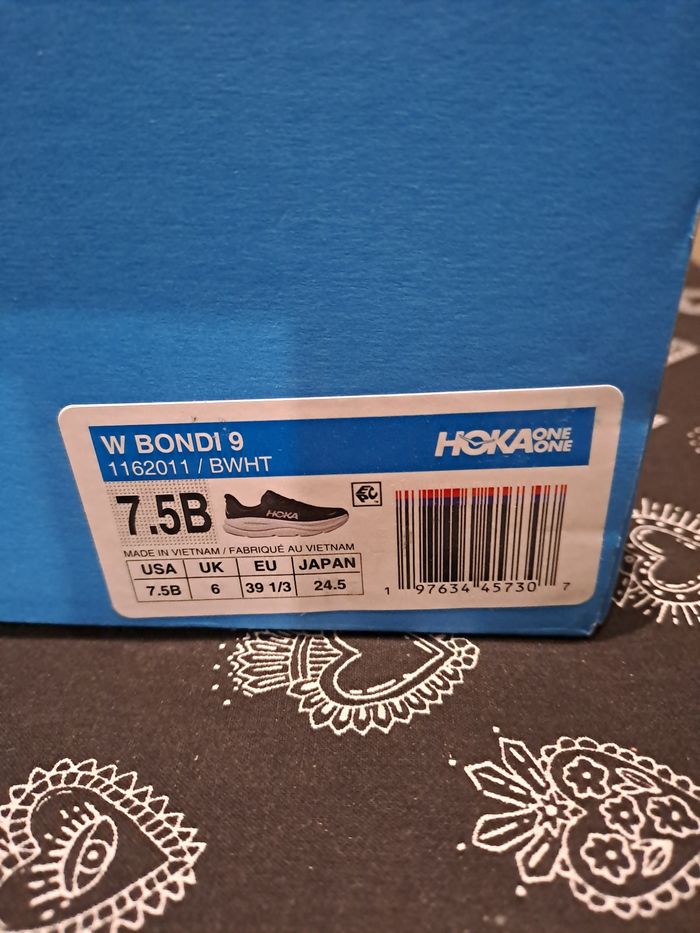 W BONDI 9
1162011 / BWHT
HOKA ONE ONE
7.5B
HOKA
MADE IN VIETNAM / FABRIQUÉ AU VIETNAM
USA UK EU JAPAN
7.5B 6 39 1/3 24.5
1 97634 45730 7